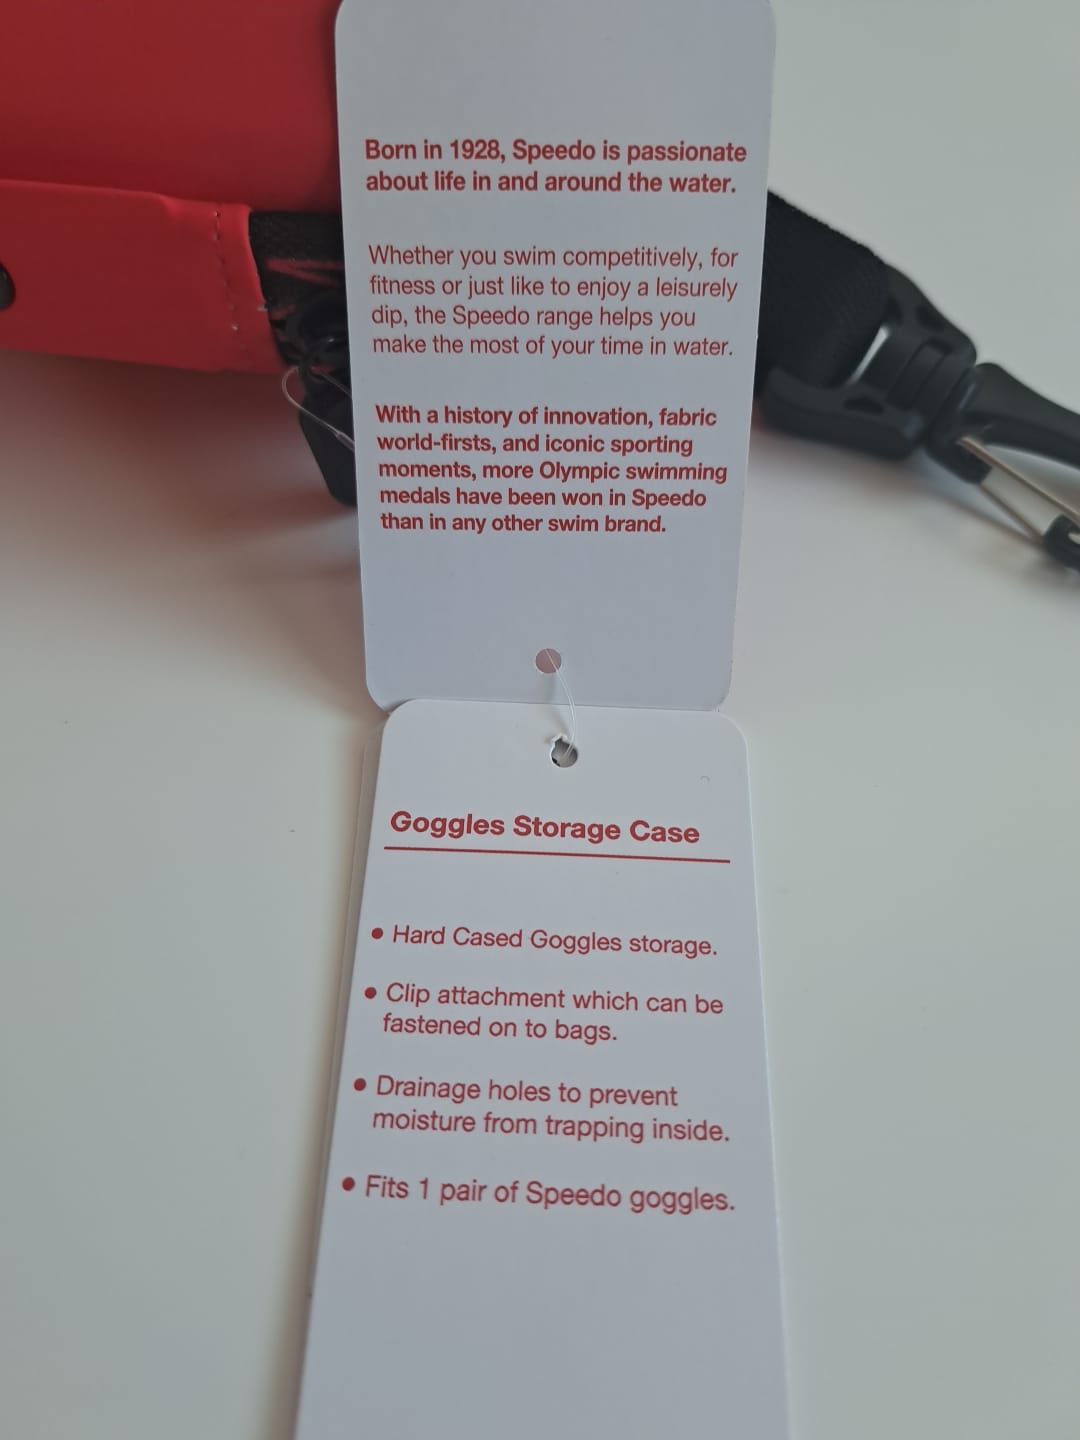 Born in 1928, Speedo is passionate
about life in and around the water.
Whether you swim competitively, for
fitness or just like to enjoy a leisurely
dip, the Speedo range helps you
make the most of your time in water.
With a history of innovation, fabric
world-firsts, and iconic sporting
moments, more Olympic swimming
medals have been won in Speedo
than in any other swim brand.
Goggles Storage Case
• Hard Cased Goggles storage.
• Clip attachment which can be
fastened on to bags.
• Drainage holes to prevent
moisture from trapping inside.
• Fits 1 pair of Speedo goggles.